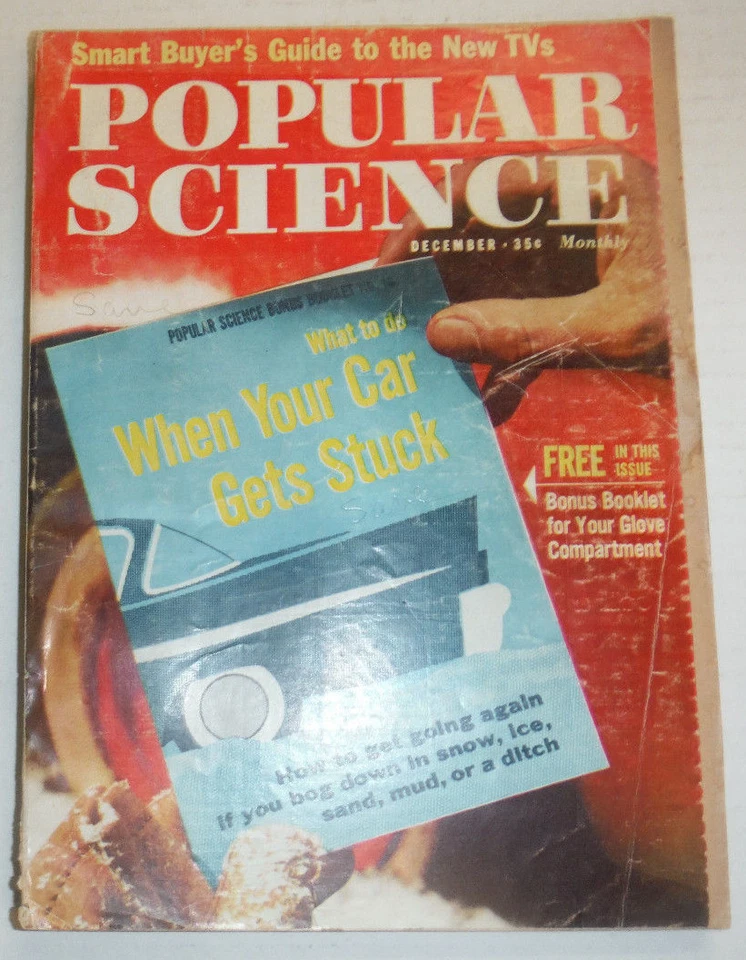 Smart Buyer's Guide to the New TVs
POPULAR
SCIENCE
DECEMBER · 35¢ Monthly
Save
POPULAR SCIENCE BONUS BOOKLET
What to do
When Your Car
Gets Stuck
Save
FREE IN THIS
ISSUE
Bonus Booklet
for Your Glove
Compartment
How to get going again
if you bog down in snow, ice,
sand, mud, or a ditch